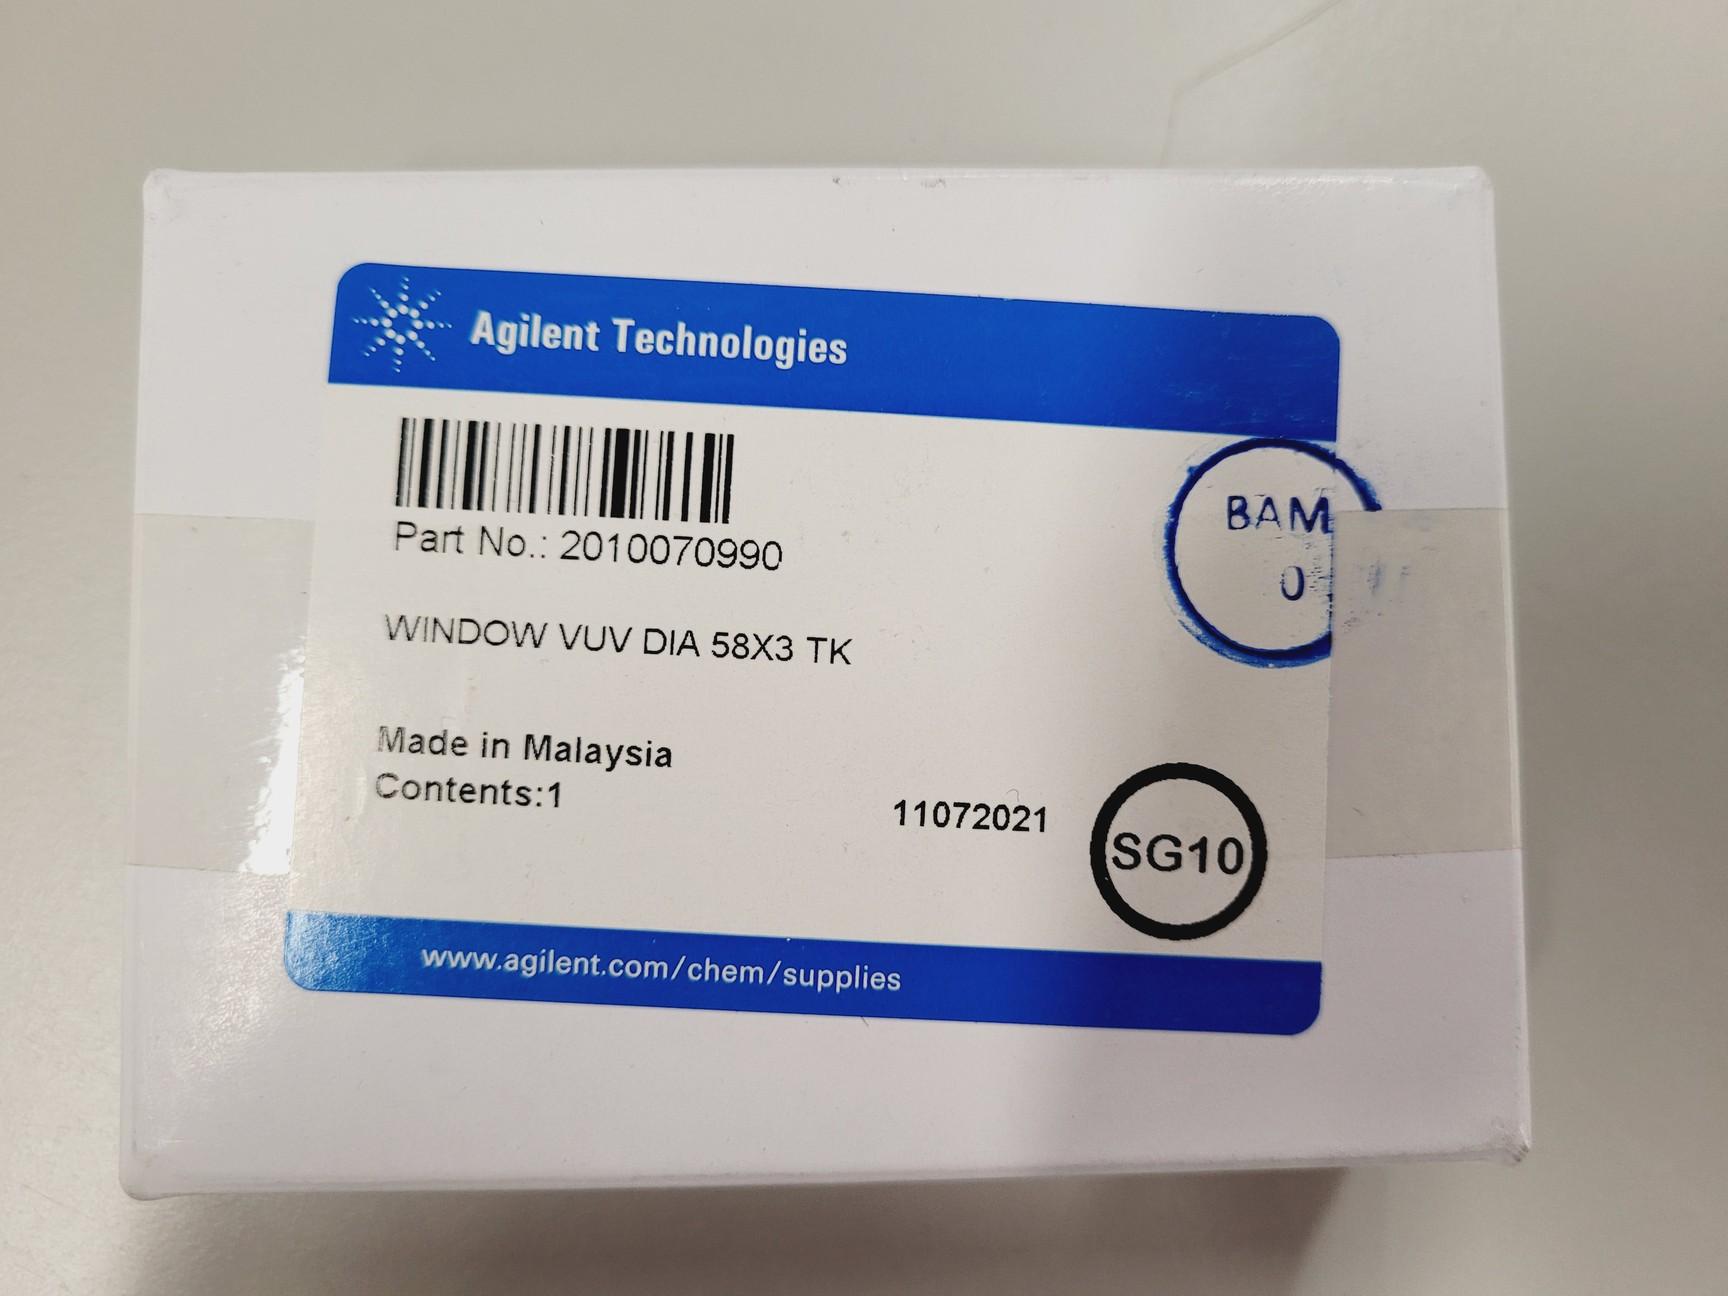 Agilent Technologies
Part No.: 2010070990
BAM
0
WINDOW VUV DIA 58X3 TK
Made in Malaysia
Contents:1
11072021
SG10
www.agilent.com/chem/supplies